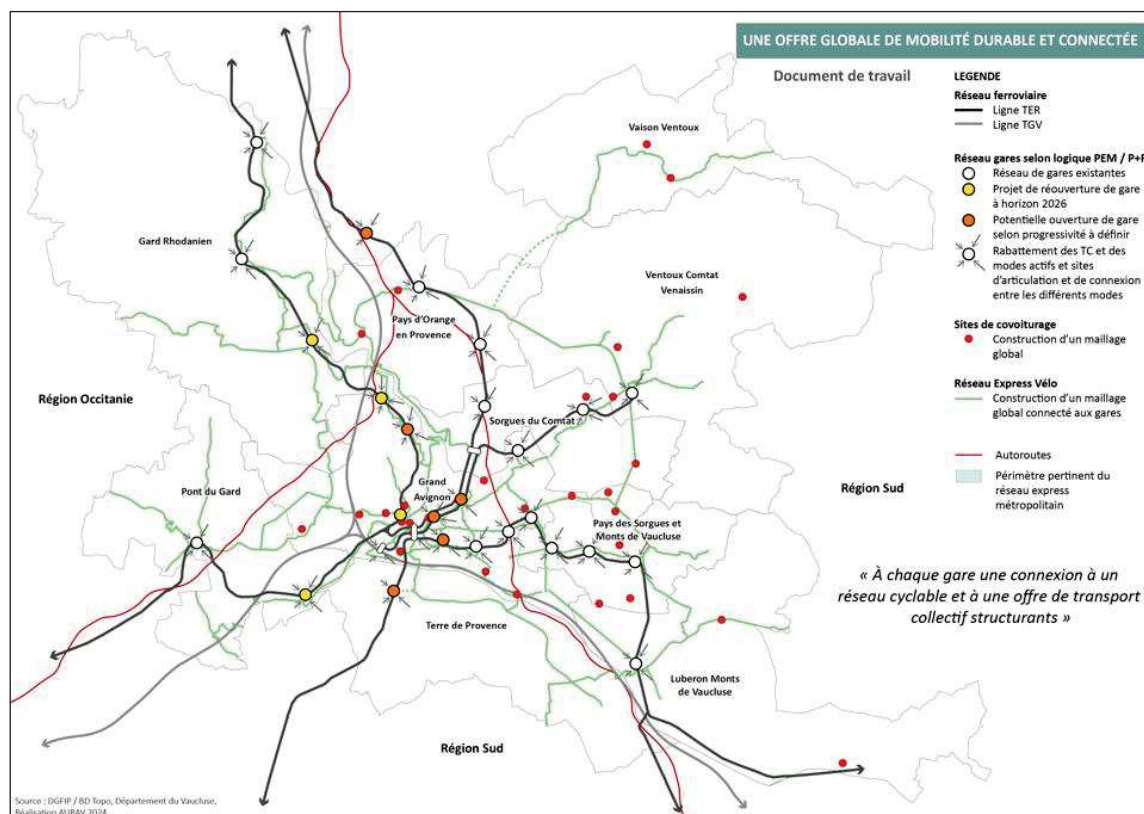 UNE OFFRE GLOBALE DE MOBILITÉ DURABLE ET CONNECTÉE
Document de travail
LEGENDE
Réseau ferroviaire
Ligne TER
Ligne TGV
Réseau gares selon logique PEM / P+R
Réseau de gares existantes
Projet de réouverture de gare
à horizon 2026
Potentielle ouverture de gare
selon progressivité à définir
Rabattement des TC et des
modes actifs et sites
d'articulation et de connexion
entre les différents modes
Sites de covoiturage
Construction d'un maillage
global
Réseau Express Vélo
Construction d'un maillage
global connecté aux gares
Autoroutes
Périmètre pertinent du
réseau express
métropolitain
« À chaque gare une connexion à un
réseau cyclable et à une offre de transport
collectif structurants »
Vaison Ventoux
Gard Rhodanien
Ventoux Comtat
Venaissin
Pays d'Orange
en Provence
Région Occitanie
Sorgues du Comtat
Pont du Gard
Grand
Avignon
Région Sud
Pays des Sorgues et
Monts de Vaucluse
Terre de Provence
Luberon Monts
de Vaucluse
Région Sud
Source : DGFIP / BD Topo, Département du Vaucluse,
Réalisation AURAV 2024